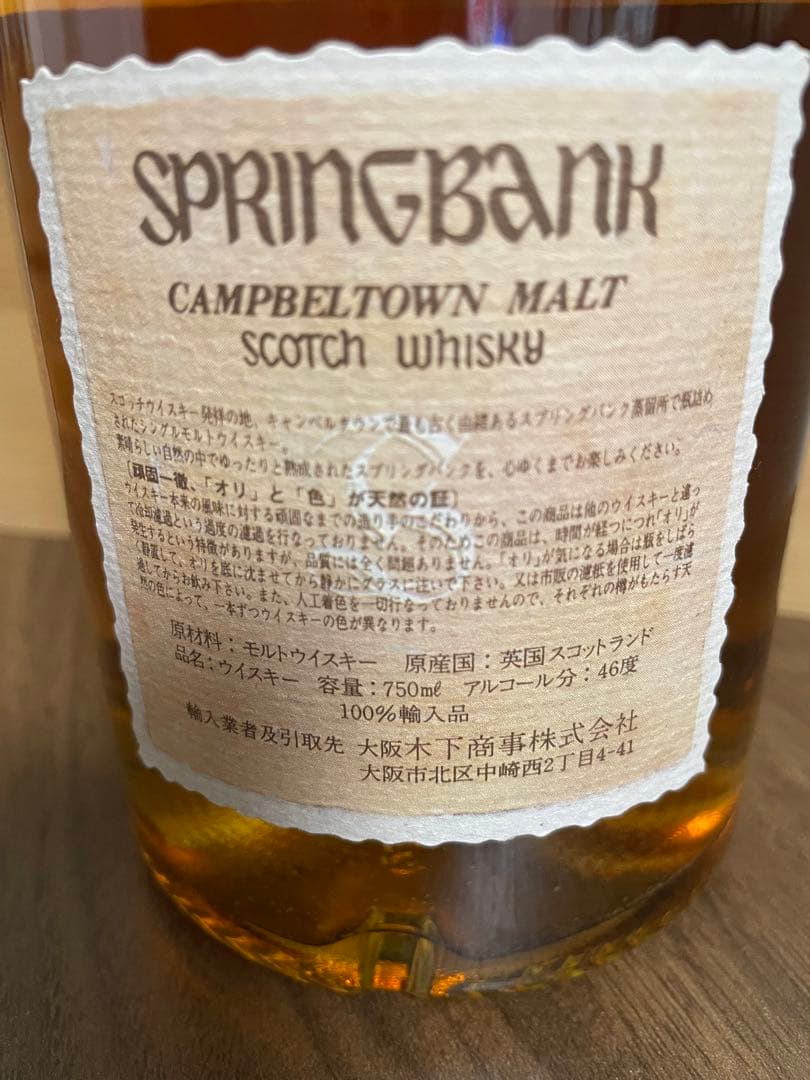 SPRINGBANK
CAMPBELTOWN MALT
SCOTCH WHISKY
スコッチウイスキー発祥の地、キャンベルタウンで最も古く由緒あるスプリングバンク蒸留所で瓶詰め
されたシングルモルトウイスキー。
素晴らしい自然の中でゆったりと熟成されたスプリングバンクを、心ゆくまでお楽しみください。
〔頑固一徹、「オリ」と「色」が天然の証〕
ウイスキー本来の風味に対する頑固なまでの造り手のこだわりから、この商品は他のウイスキーと違っ
て冷却濾過という過度の濾過を行なっておりません。そのためこの商品は、時間が経つにつれ「オリ」が
発生するという特徴がありますが、品質には全く問題ありません。「オリ」が気になる場合は瓶をしばら
く静置して、オリを底に沈ませてから静かにグラスに注いで下さい。又は市販の濾紙を使用して一度濾
過してからお飲み下さい。また、人工着色を一切行なっておりませんので、それぞれの樽がもたらす天
然の色によって、一本ずつウイスキーの色が異なります。
原材料：モルトウイスキー 原産国：英国スコットランド
品名：ウイスキー 容量：750㎖ アルコール分：46度
100%輸入品
輸入業者及引取先 大阪木下商事株式会社
大阪市北区中崎西2丁目4-41